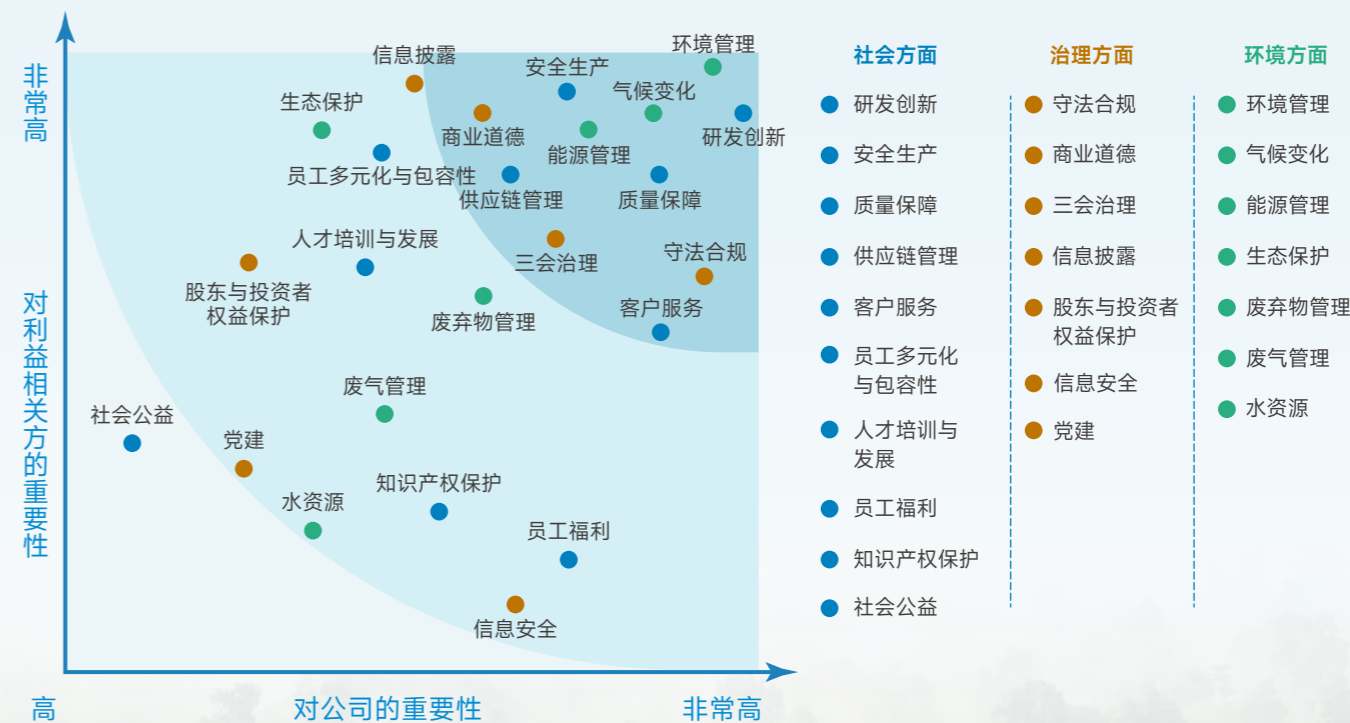 非常高
对利益相关方的重要性
高
对公司的重要性
非常高
环境管理
信息披露
安全生产
气候变化
生态保护
商业道德
研发创新
能源管理
员工多元化与包容性
供应链管理
质量保障
人才培训与发展
三会治理
守法合规
股东与投资者
权益保护
客户服务
废弃物管理
废气管理
社会公益
党建
知识产权保护
水资源
员工福利
信息安全
社会方面
研发创新
安全生产
质量保障
供应链管理
客户服务
员工多元化
与包容性
人才培训与
发展
员工福利
知识产权保护
社会公益
治理方面
守法合规
商业道德
三会治理
信息披露
股东与投资者
权益保护
信息安全
党建
环境方面
环境管理
气候变化
能源管理
生态保护
废弃物管理
废气管理
水资源